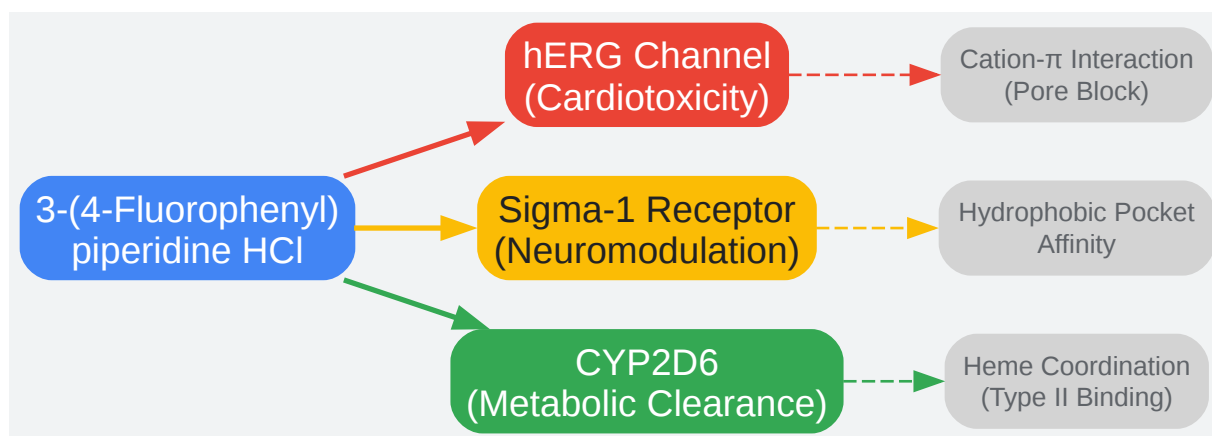 hERG Channel
(Cardiotoxicity)
Cation-π Interaction
(Pore Block)
3-(4-Fluorophenyl)
piperidine HCl
Sigma-1 Receptor
(Neuromodulation)
Hydrophobic Pocket
Affinity
CYP2D6
(Metabolic Clearance)
Heme Coordination
(Type II Binding)